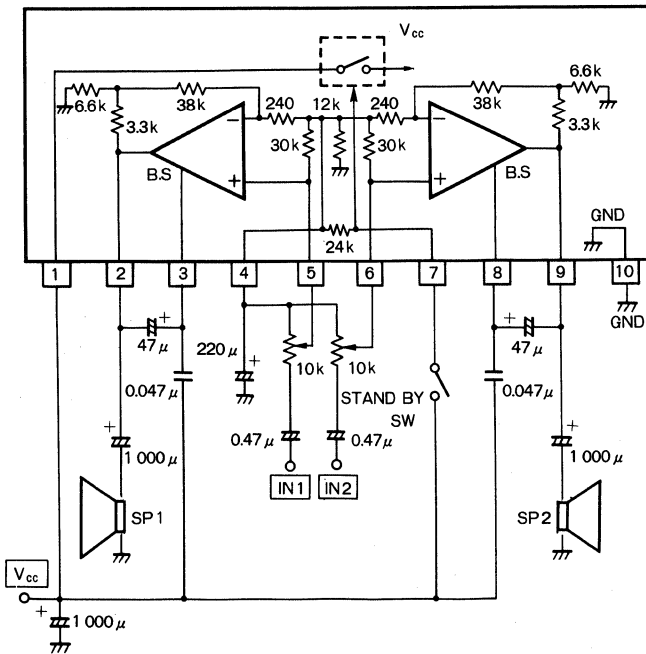 Vcc
6.6k 38k 240 12k 240 38k 6.6k
3.3k 30k 30k 3.3k
B.S B.S
− + − +
24k GND
1 2 3 4 5 6 7 8 9 10
GND
+ +
47μ 47μ
220μ + 10k 10k
0.047μ STAND BY 0.047μ
SW
+ 0.47μ 0.47μ +
1 000μ 1 000μ
IN1 IN2
SP1 SP2
Vcc
+
1 000μ